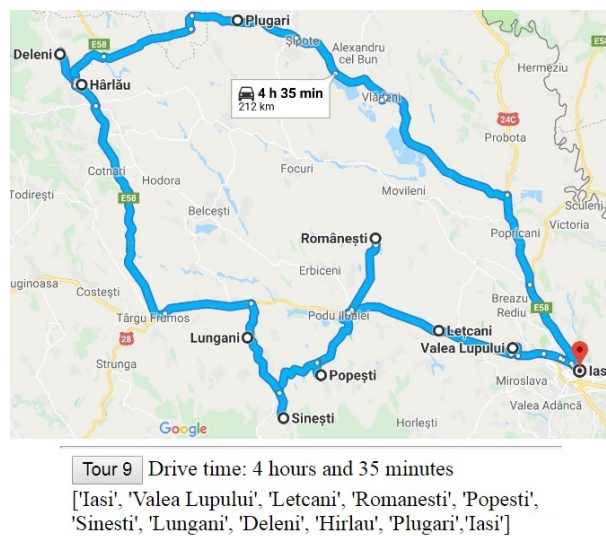 Plugari
Deleni
E58
Șipote
Alexandru
cel Bun
Hermeziu
Hârlău
4 h 35 min
212 km
Vlădeni
24C
Probota
Cotnari
Hodora
Focuri
Todirești
E58
Movileni
Sculeni
Belcești
Victoria
Românești
Popricani
Erbiceni
uginoasa
Costești
Breazu
Rediu
E58
Târgu Frumos
Podu Iloaiei
Lețcani
28
Lungani
Valea Lupului
Strunga
Popești
Iasi
Miroslava
Valea Adâncă
Sinești
Horlești
Google
Tour 9 Drive time: 4 hours and 35 minutes
['Iasi', 'Valea Lupului', 'Letcani', 'Romanesti', 'Popesti',
'Sinesti', 'Lungani', 'Deleni', 'Hirlau', 'Plugari','Iasi']